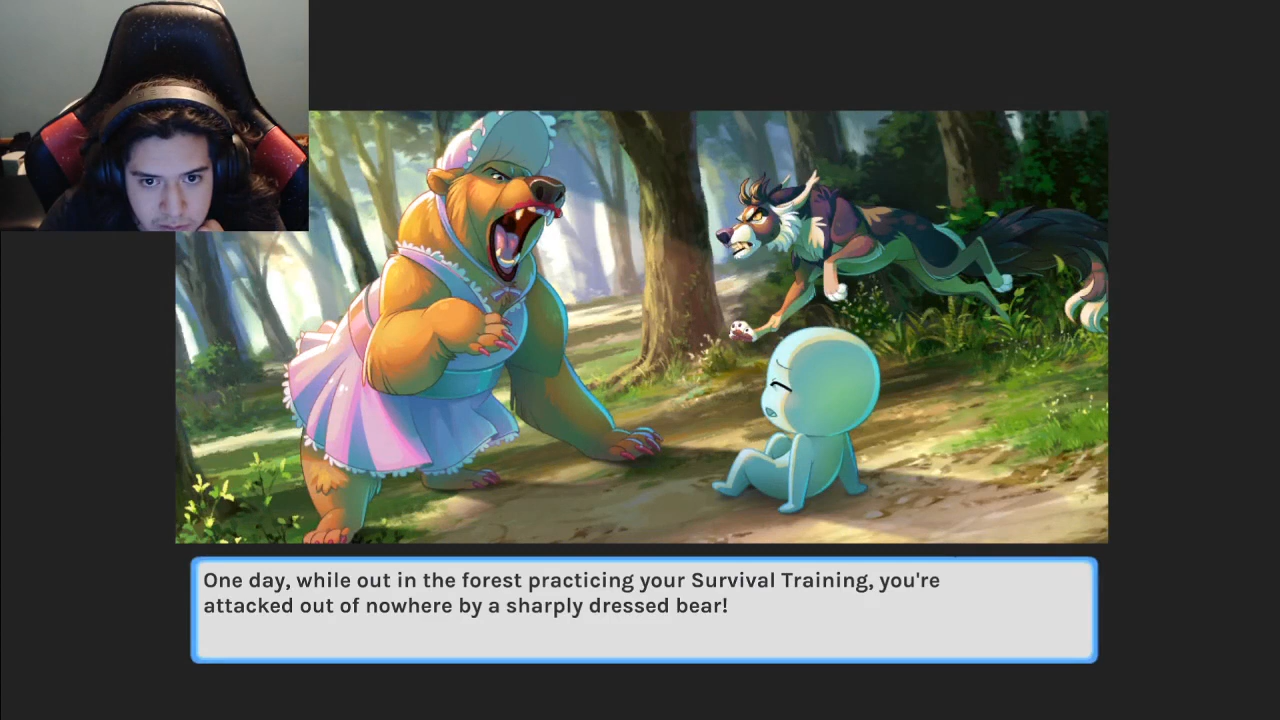 One day, while out in the forest practicing your Survival Training, you're
attacked out of nowhere by a sharply dressed bear!